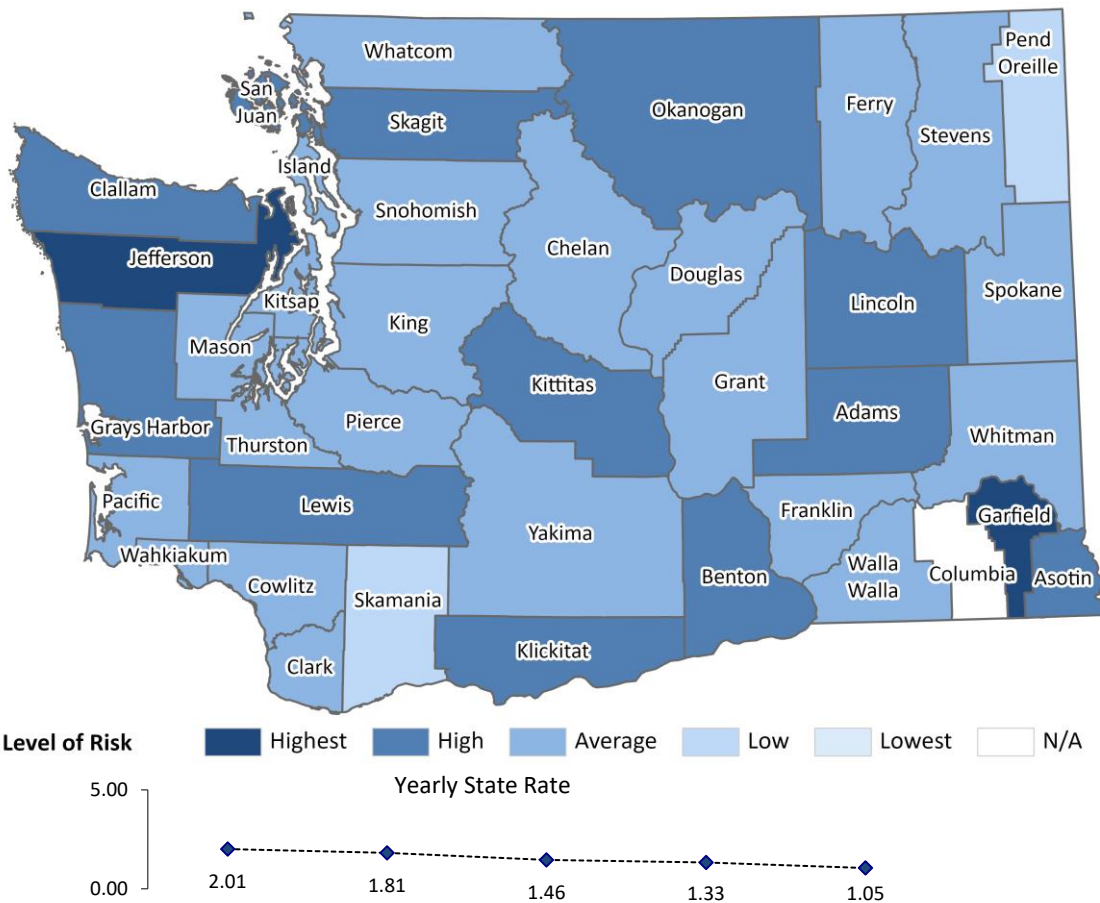 Whatcom
Pend
Oreille
San
Juan
Skagit
Okanogan
Ferry
Stevens
Island
Clallam
Snohomish
Jefferson
Chelan
Douglas
Kitsap
Lincoln
Spokane
King
Mason
Grant
Kittitas
Adams
Pierce
Grays Harbor
Thurston
Whitman
Pacific
Lewis
Yakima
Franklin
Garfield
Wahkiakum
Cowlitz
Skamania
Benton
Walla
Walla
Columbia
Asotin
Klickitat
Clark
Level of Risk Highest High Average Low Lowest N/A
Yearly State Rate
5.00
0.00
2.01 1.81 1.46 1.33 1.05